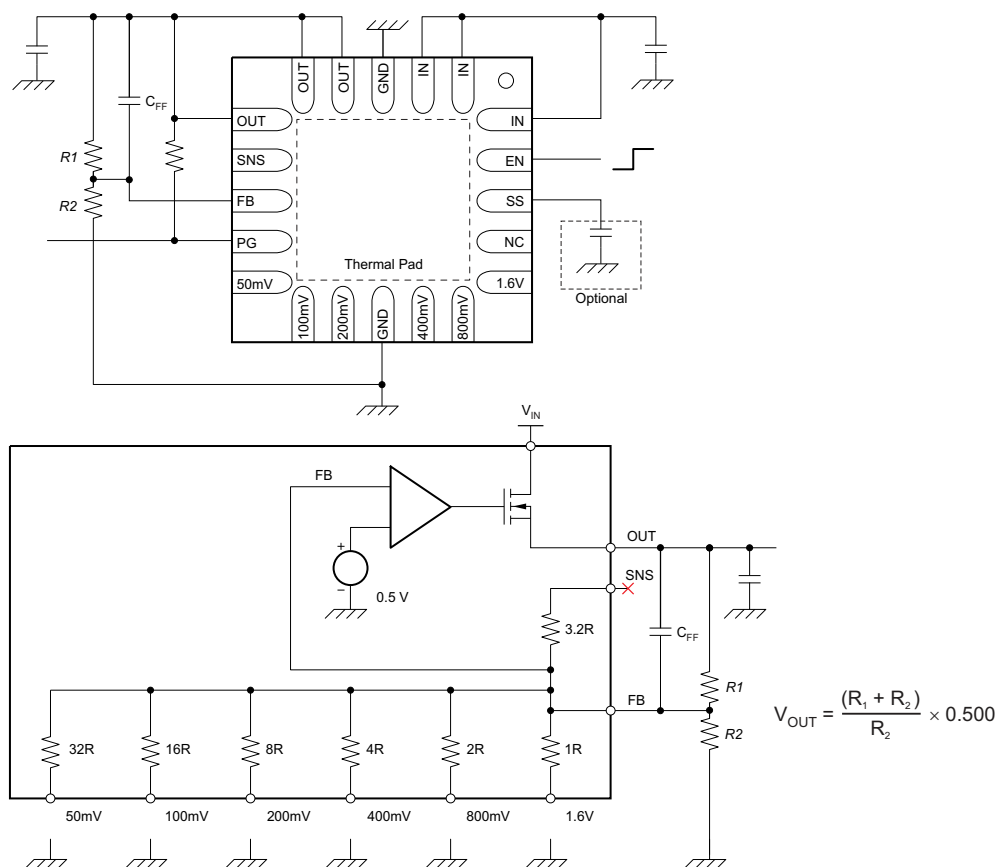 OUT
OUT
GND
IN
IN
C_FF
OUT
IN
R1
SNS
EN
R2
FB
SS
PG
NC
Thermal Pad
50mV
1.6V
Optional
100mV
200mV
GND
400mV
800mV
V_IN
FB
OUT
+
SNS
–
0.5 V
3.2R
C_FF
R1
FB
V_OUT = (R_1 + R_2) / R_2 × 0.500
R2
32R
16R
8R
4R
2R
1R
50mV
100mV
200mV
400mV
800mV
1.6V